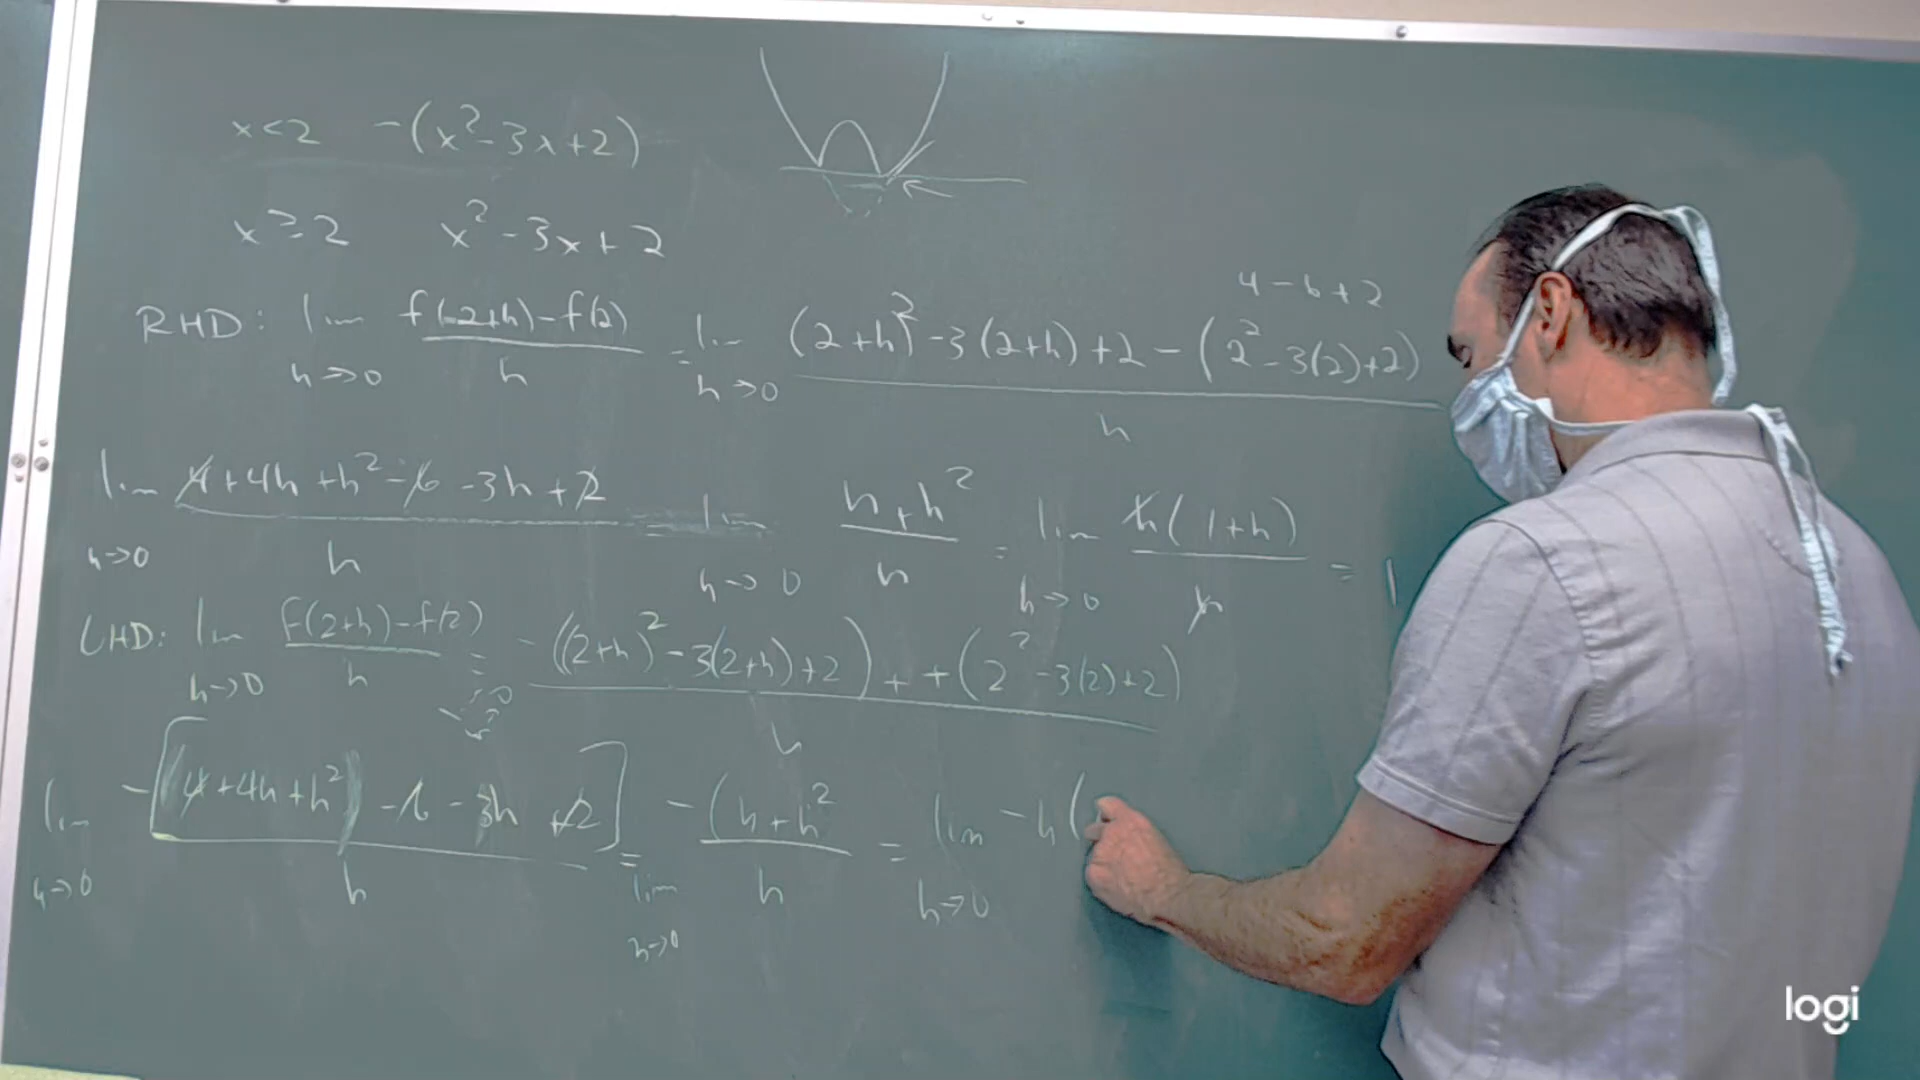 x<2 -(x²-3x+2)
x≥2 x²-3x+2
4-6+2
RHD: lim h→0 f(2+h)-f(2) / h = lim h→0 (2+h)²-3(2+h)+2-(2²-3(2)+2) / h
lim h→0 4+4h+h²-6-3h+2 / h = lim h→0 h+h² / h = lim h→0 h(1+h) / h = 1
LHD: lim h→0 f(2+h)-f(2) / h = -((2+h)²-3(2+h)+2)++(2²-3(2)+2) / h
lim h→0 -[(4+4h+h²)-6-3h+2] / h = lim h→0 -(h+h² / h = lim h→0 -h(
logi